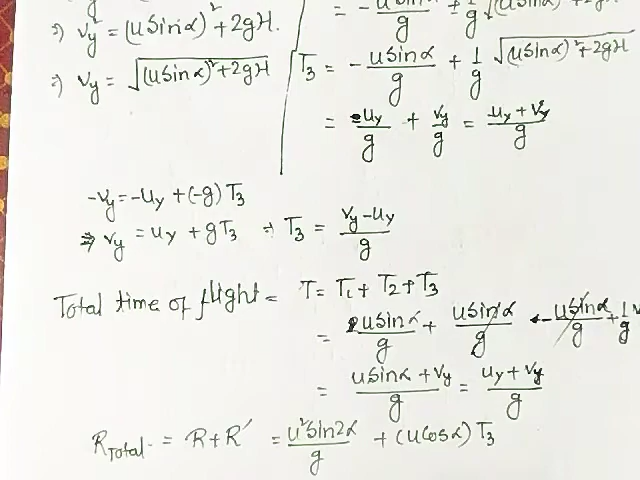 ⇒ v_y² = (u sin α)² + 2gH.
⇒ v_y = √((u sin α)² + 2gH)
T₃ = - u sin α / g + 1/g √((u sin α)² + 2gH)
= -u_y / g + v_y / g = u_y + v_y / g
-v_y = -u_y + (-g) T₃
⇒ v_y = u_y + g T₃ → T₃ = v_y - u_y / g
Total time of flight = T = T₁ + T₂ + T₃
= u sin α / g + u sin α / g - u sin α / g + 1/g
= u sin α + v_y / g = u_y + v_y / g
R_Total = R + R′ = u² sin 2α / g + (u cos α) T₃